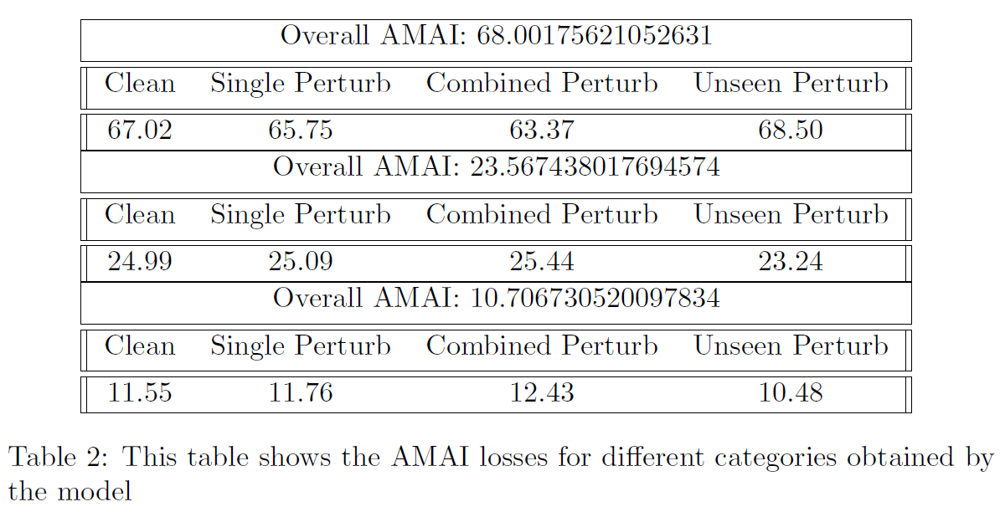 Overall AMAI: 68.00175621052631
Clean Single Perturb Combined Perturb Unseen Perturb
67.02 65.75 63.37 68.50
Overall AMAI: 23.567438017694574
Clean Single Perturb Combined Perturb Unseen Perturb
24.99 25.09 25.44 23.24
Overall AMAI: 10.706730520097834
Clean Single Perturb Combined Perturb Unseen Perturb
11.55 11.76 12.43 10.48
Table 2: This table shows the AMAI losses for different categories obtained by
the model